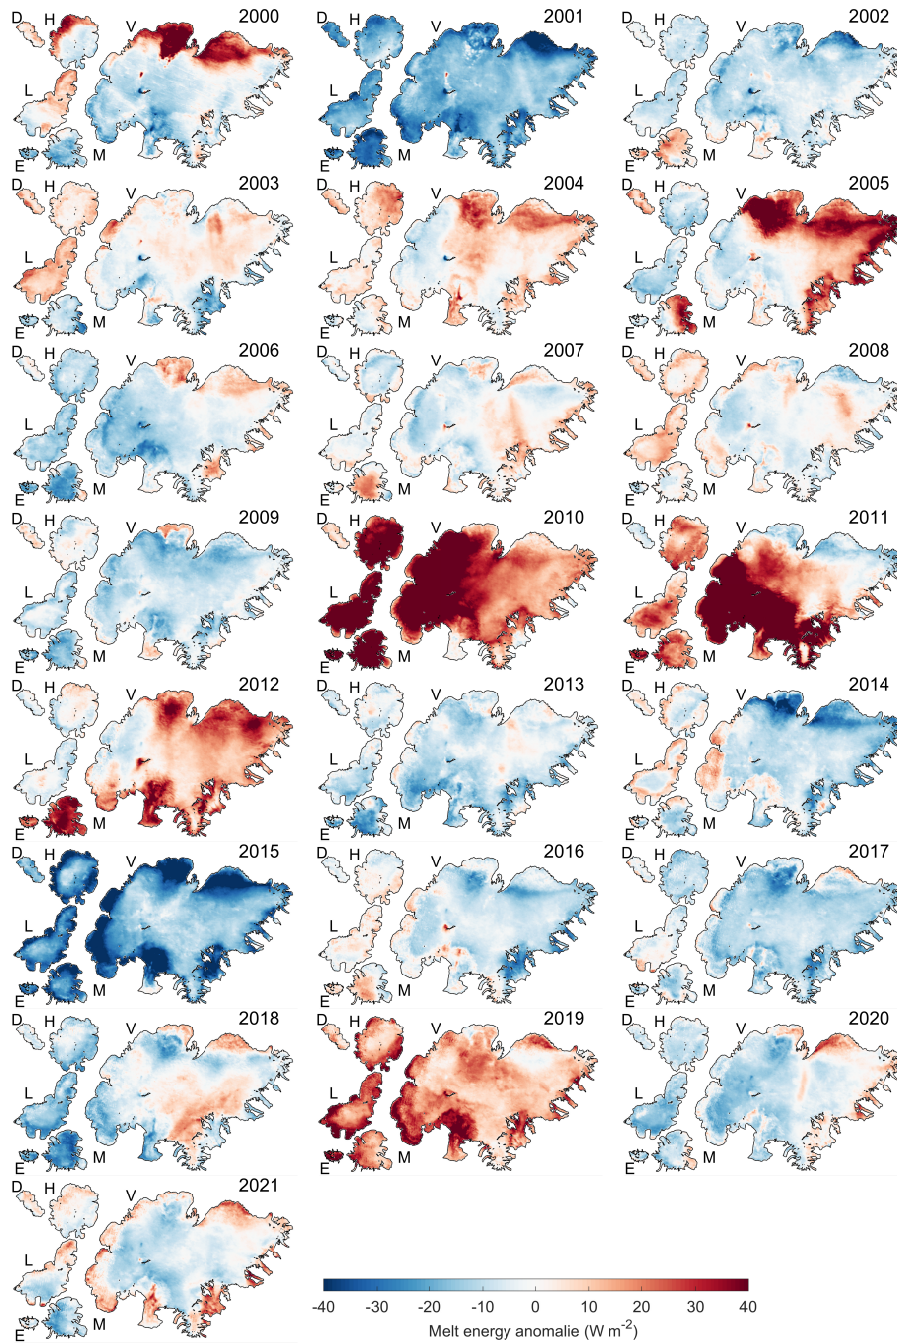 D H V 2000
L
E M
D H V 2001
L
E M
D H V 2002
L
E M
D H V 2003
L
E M
D H V 2004
L
E M
D H V 2005
L
E M
D H V 2006
L
E M
D H V 2007
L
E M
D H V 2008
L
E M
D H V 2009
L
E M
D H V 2010
L
E M
D H V 2011
L
E M
D H V 2012
L
E M
D H V 2013
L
E M
D H V 2014
L
E M
D H V 2015
L
E M
D H V 2016
L
E M
D H V 2017
L
E M
D H V 2018
L
E M
D H V 2019
L
E M
D H V 2020
L
E M
D H V 2021
L
E M
-40 -30 -20 -10 0 10 20 30 40
Melt energy anomalie (W m⁻²)